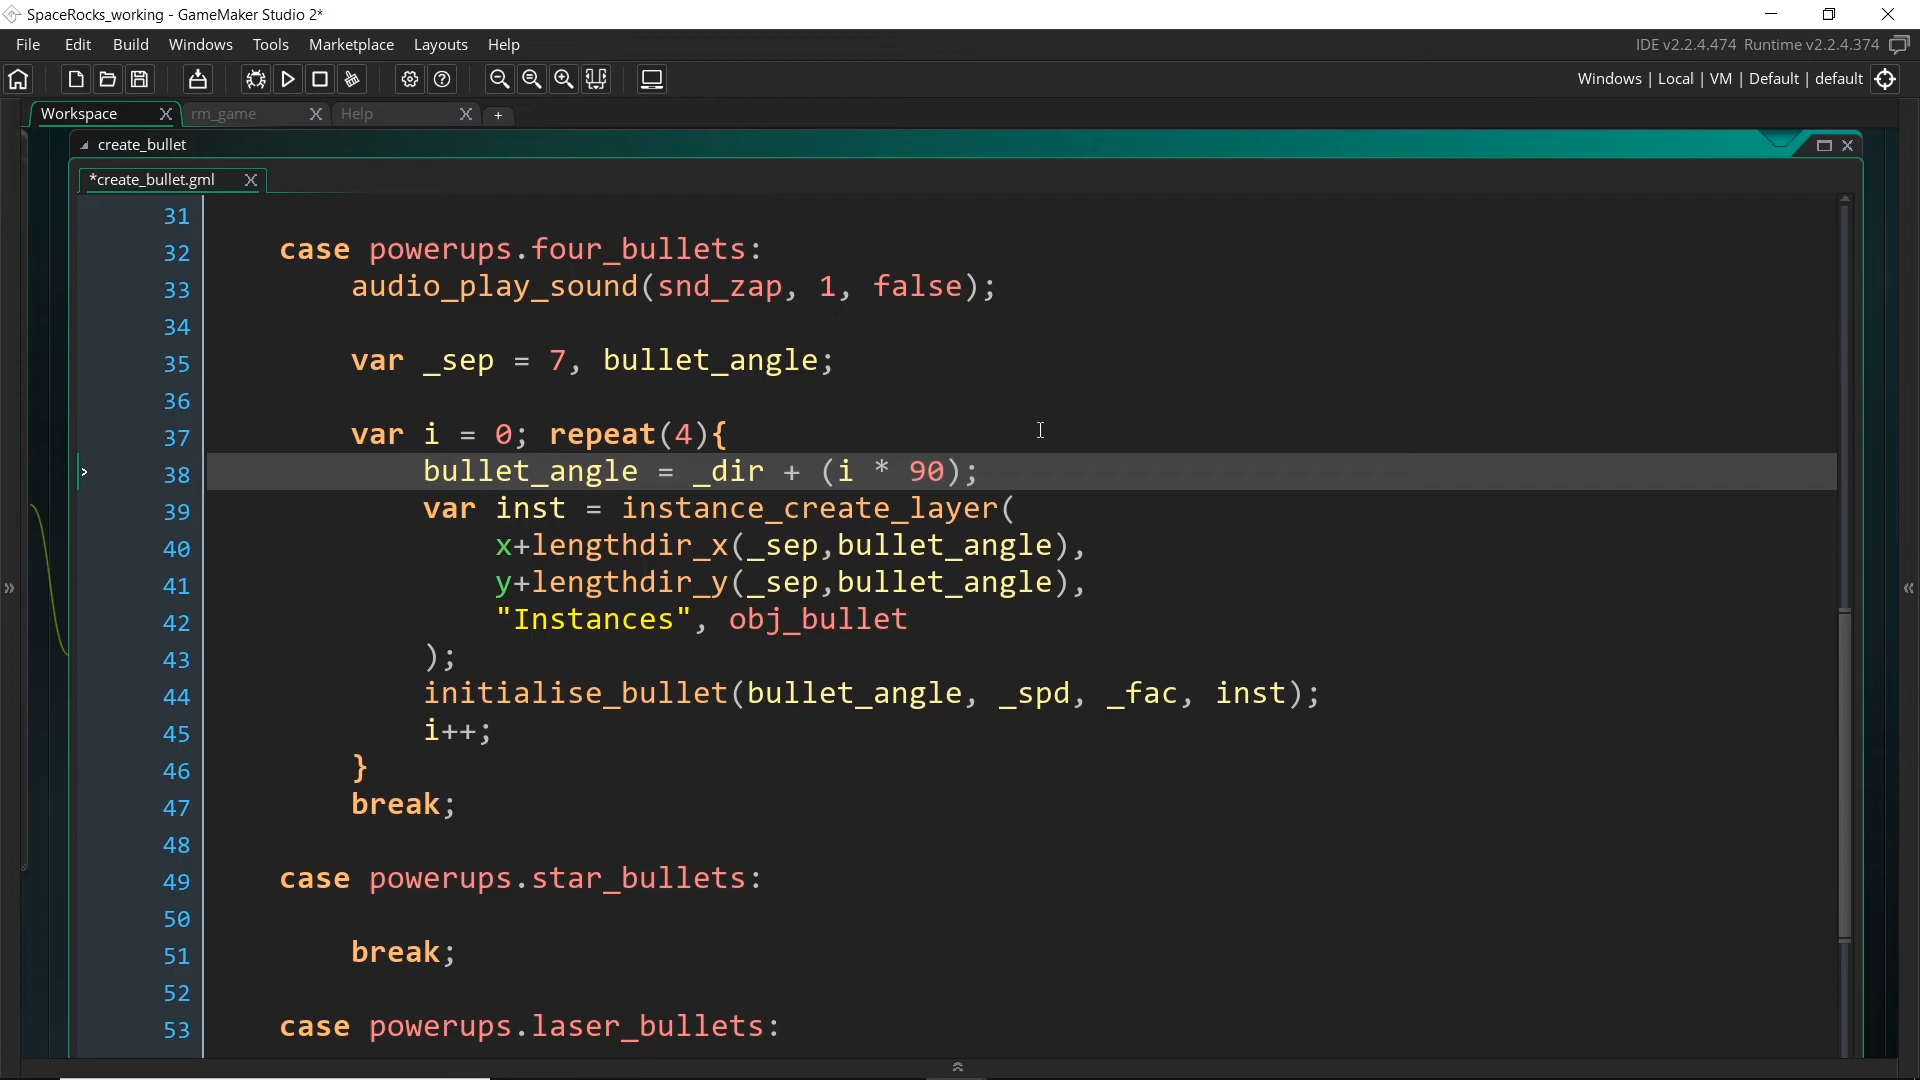 SpaceRocks_working - GameMaker Studio 2*
File Edit Build Windows Tools Marketplace Layouts Help IDE v2.2.4.474 Runtime v2.2.4.374
Windows | Local | VM | Default | default
Workspace X rm_game X Help X +
create_bullet
*create_bullet.gml X
31
32 case powerups.four_bullets:
33 audio_play_sound(snd_zap, 1, false);
34
35 var _sep = 7, bullet_angle;
36
37 var i = 0; repeat(4){
38 bullet_angle = _dir + (i * 90);
39 var inst = instance_create_layer(
40 x+lengthdir_x(_sep,bullet_angle),
41 y+lengthdir_y(_sep,bullet_angle),
42 "Instances", obj_bullet
43 );
44 initialise_bullet(bullet_angle, _spd, _fac, inst);
45 i++;
46 }
47 break;
48
49 case powerups.star_bullets:
50
51 break;
52
53 case powerups.laser_bullets: